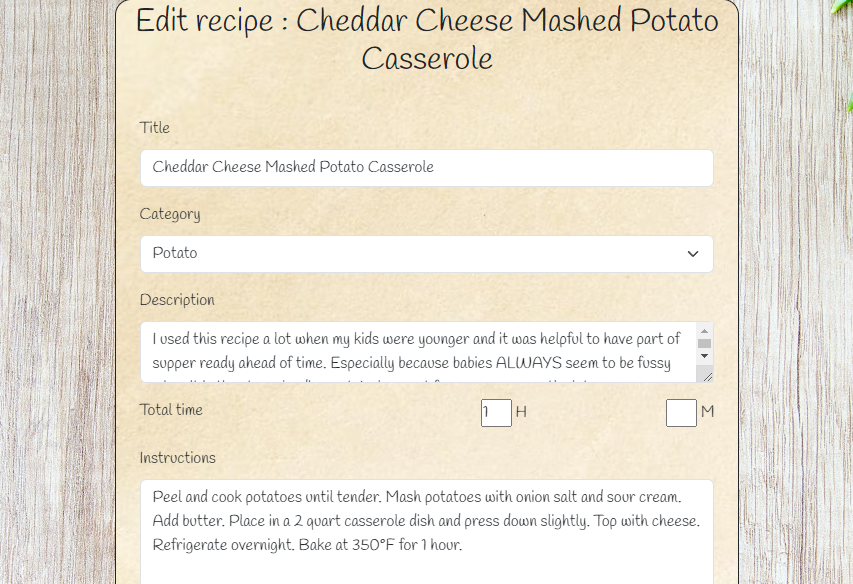 Edit recipe : Cheddar Cheese Mashed Potato
Casserole
Title
Cheddar Cheese Mashed Potato Casserole
Category
Potato
Description
I used this recipe a lot when my kids were younger and it was helpful to have part of
supper ready ahead of time. Especially because babies ALWAYS seem to be fussy
Total time
1 H
M
Instructions
Peel and cook potatoes until tender. Mash potatoes with onion salt and sour cream.
Add butter. Place in a 2 quart casserole dish and press down slightly. Top with cheese.
Refrigerate overnight. Bake at 350°F for 1 hour.